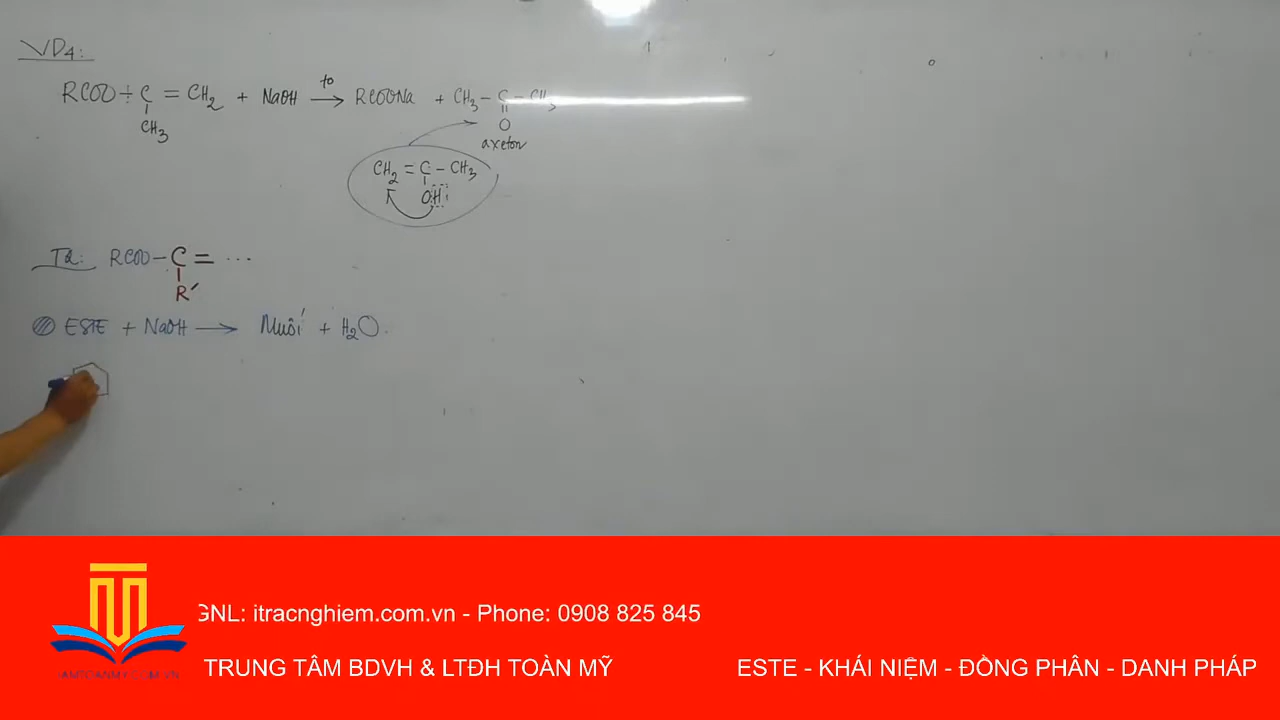 VD4:
RCOO - C = CH2 + NaOH → to RCOONa + CH3 - C - CH3
CH3
O
axeton
CH2 = C - CH3
OH
TQ: RCOO - C = ...
R'
ESTE + NaOH → Muối + H2O.
GNL: itracnghiem.com.vn - Phone: 0908 825 845
TRUNG TÂM BDVH & LTĐH TOÀN MỸ
ESTE - KHÁI NIỆM - ĐỒNG PHÂN - DANH PHÁP